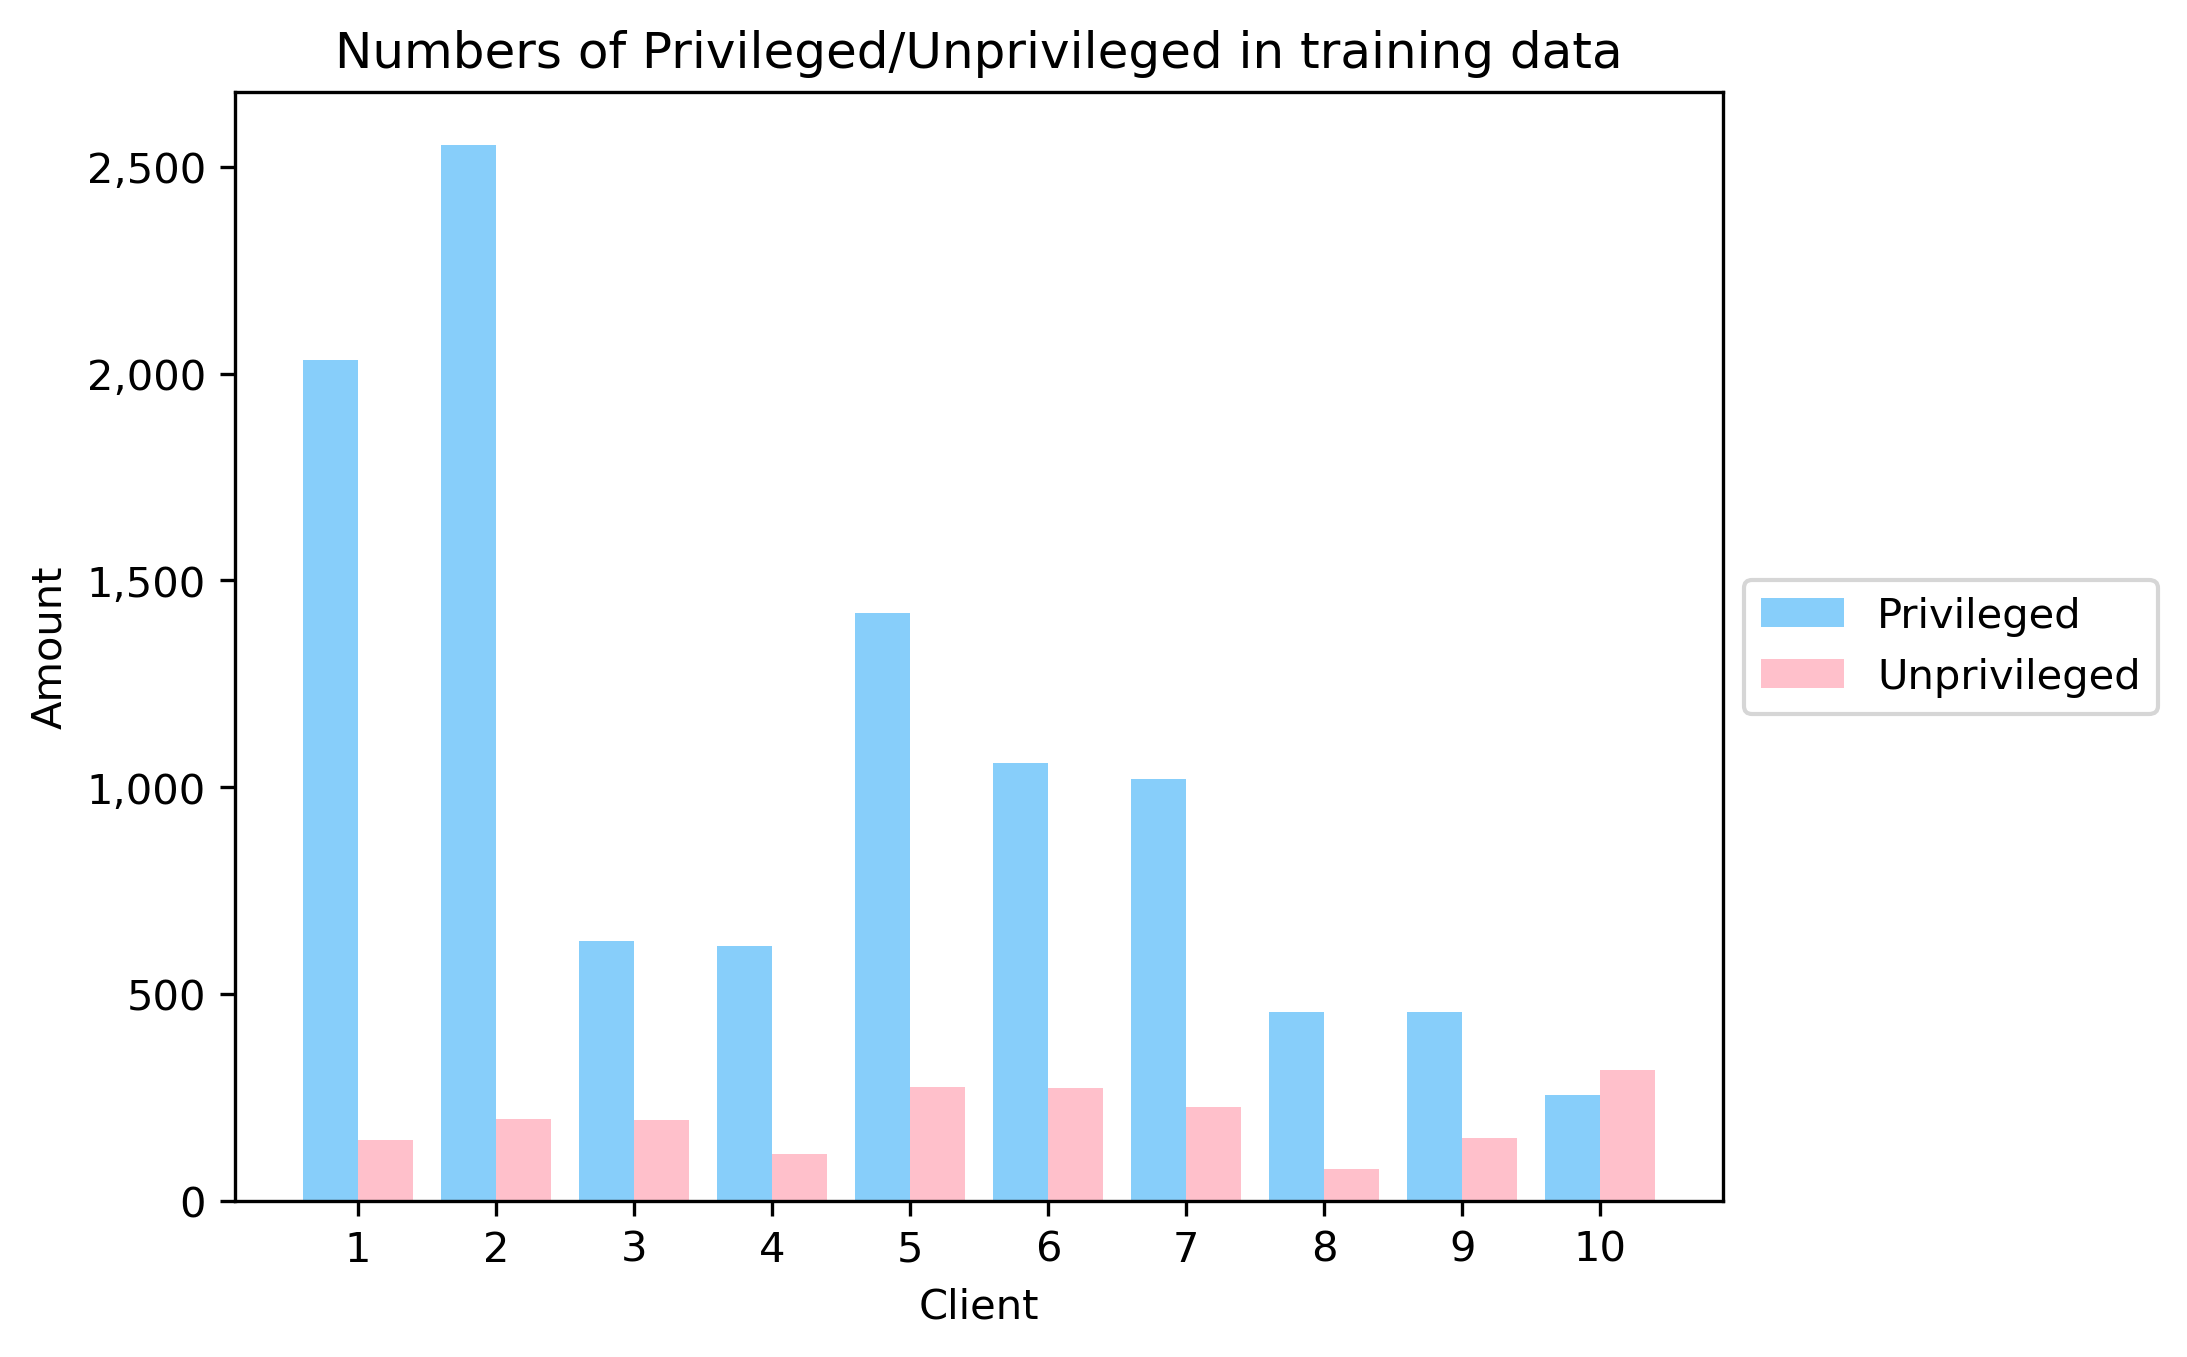 Numbers of Privileged/Unprivileged in training data
Amount
2,500
2,000
1,500
1,000
500
0
1 2 3 4 5 6 7 8 9 10
Client
Privileged
Unprivileged